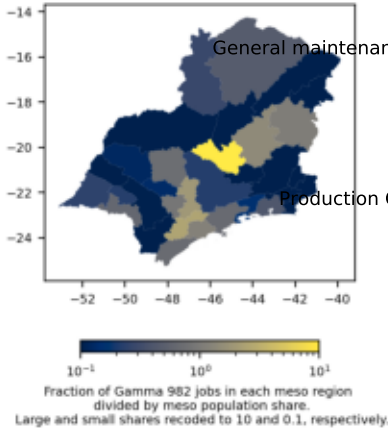 −14
General maintenan
−16
−18
−20
−22
Production
−24
−52 −50 −48 −46 −44 −42 −40
10⁻¹ 10⁰ 10¹
Fraction of Gamma 982 jobs in each meso region
divided by meso population share.
Large and small shares recoded to 10 and 0.1, respectively.